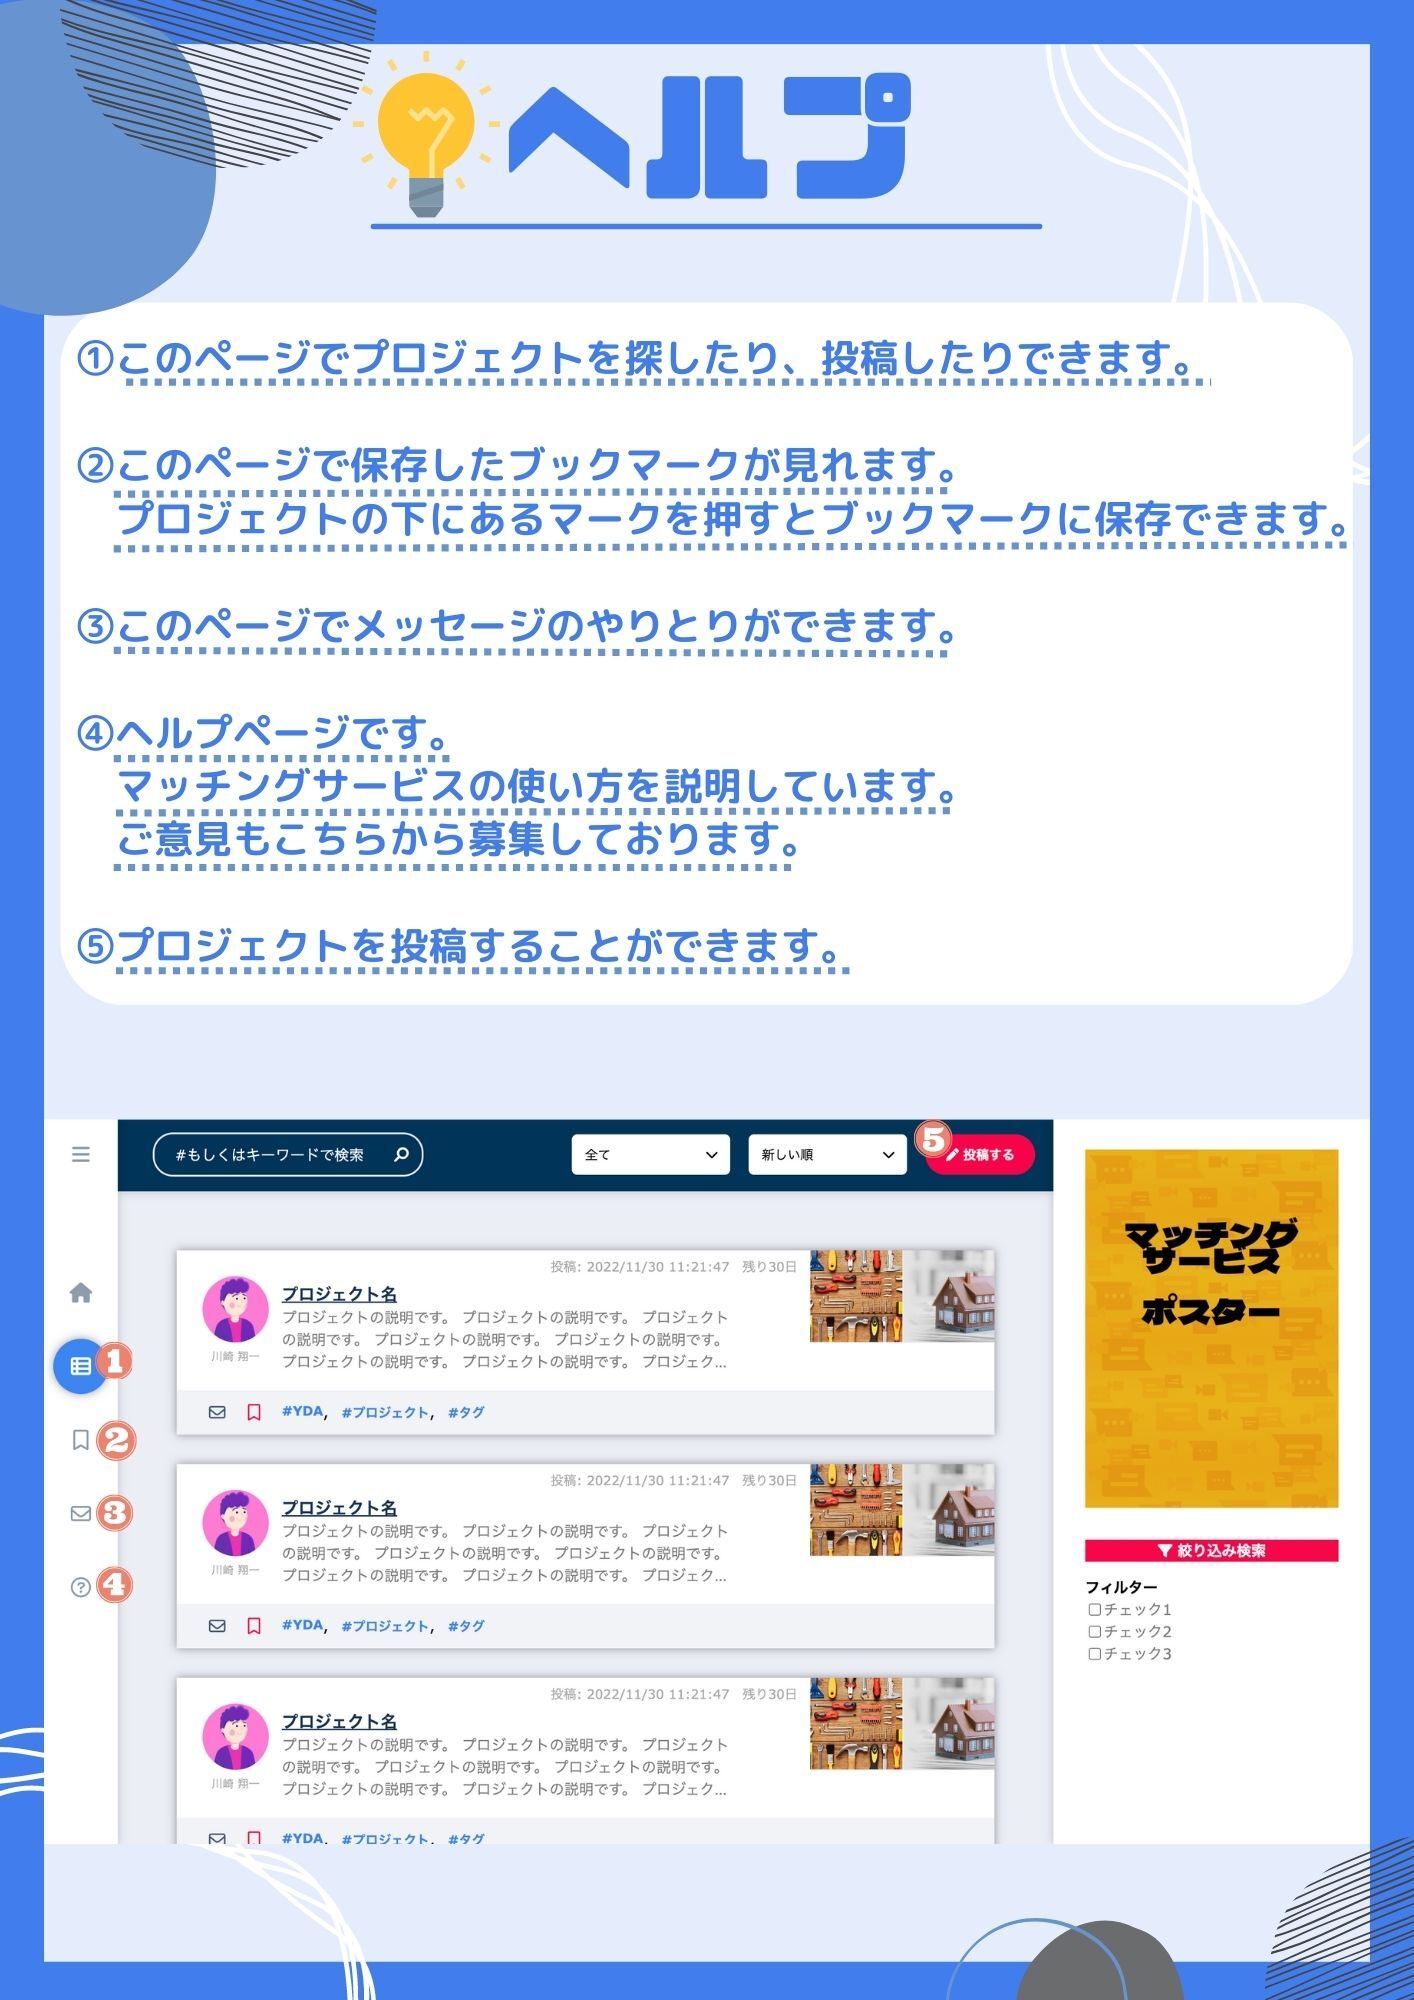 ヘルプ
①このページでプロジェクトを探したり、投稿したりできます。
②このページで保存したブックマークが見れます。
プロジェクトの下にあるマークを押すとブックマークに保存できます。
③このページでメッセージのやりとりができます。
④ヘルプページです。
マッチングサービスの使い方を説明しています。
ご意見もこちらから募集しております。
⑤プロジェクトを投稿することができます。
#もしくはキーワードで検索
全て
新しい順
5
投稿する
1
2
3
4
投稿: 2022/11/30 11:21:47 残り30日
プロジェクト名
プロジェクトの説明です。 プロジェクトの説明です。 プロジェクト
の説明です。 プロジェクトの説明です。 プロジェクトの説明です。
プロジェクトの説明です。 プロジェクトの説明です。 プロジェク...
川崎 翔一
#YDA, #プロジェクト, #タグ
投稿: 2022/11/30 11:21:47 残り30日
プロジェクト名
プロジェクトの説明です。 プロジェクトの説明です。 プロジェクト
の説明です。 プロジェクトの説明です。 プロジェクトの説明です。
プロジェクトの説明です。 プロジェクトの説明です。 プロジェク...
川崎 翔一
#YDA, #プロジェクト, #タグ
投稿: 2022/11/30 11:21:47 残り30日
プロジェクト名
プロジェクトの説明です。 プロジェクトの説明です。 プロジェクト
の説明です。 プロジェクトの説明です。 プロジェクトの説明です。
プロジェクトの説明です。 プロジェクトの説明です。 プロジェク...
川崎 翔一
#YDA, #プロジェクト, #タグ
マッチング
サービス
ポスター
絞り込み検索
フィルター
チェック1
チェック2
チェック3